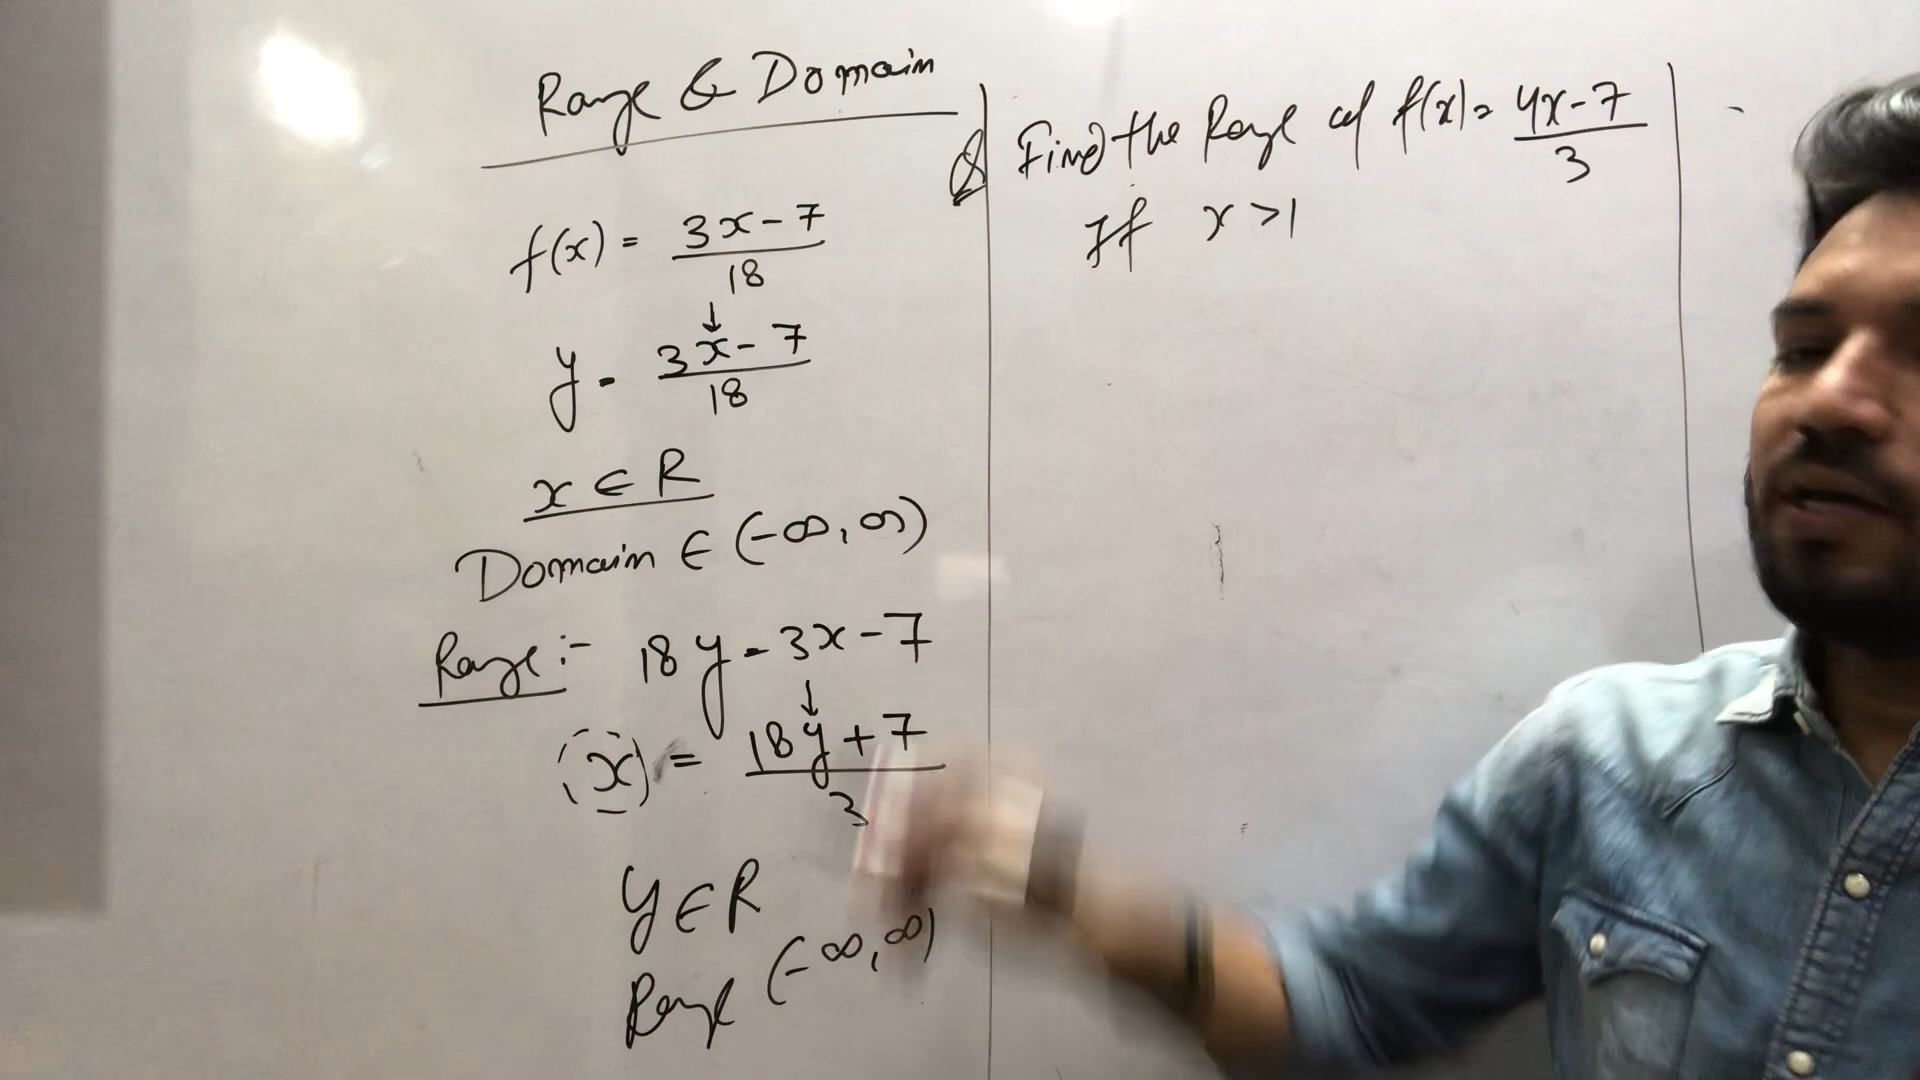 Range & Domain
f(x) = 3x-7/18
y = 3x-7/18
x ∈ R
Domain ∈ (-∞, ∞)
Range :- 18y = 3x-7
(x) = 18y+7/3
y ∈ R
Range (-∞, ∞)
Q Find the Range of f(x) = 4x-7/3
If x >1